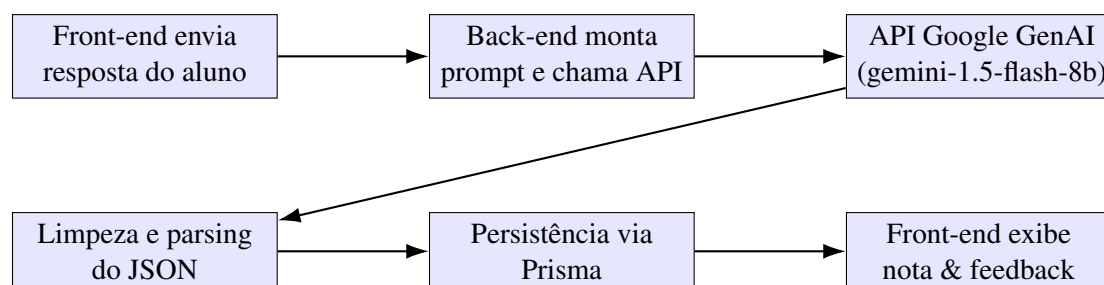 Front-end envia
resposta do aluno
Back-end monta
prompt e chama API
API Google GenAI
(gemini-1.5-flash-8b)
Limpeza e parsing
do JSON
Persistência via
Prisma
Front-end exibe
nota & feedback